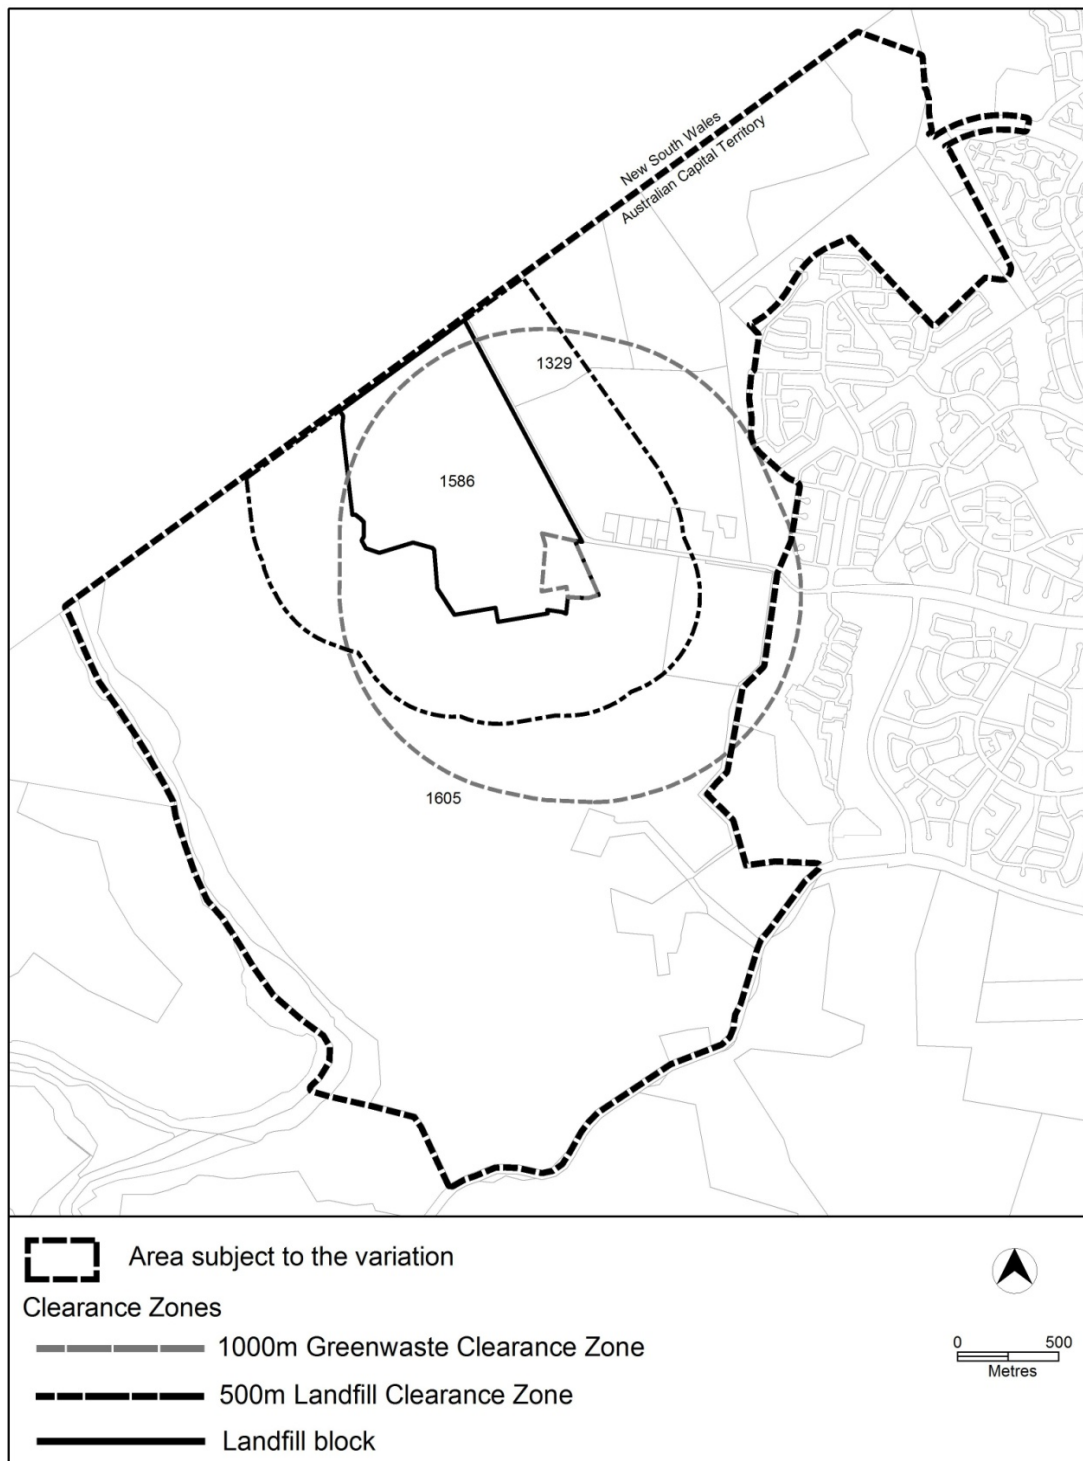 New South Wales
Australian Capital Territory
1329
1586
1605
Area subject to the variation
Clearance Zones
1000m Greenwaste Clearance Zone
500m Landfill Clearance Zone
Landfill block
0 500
Metres